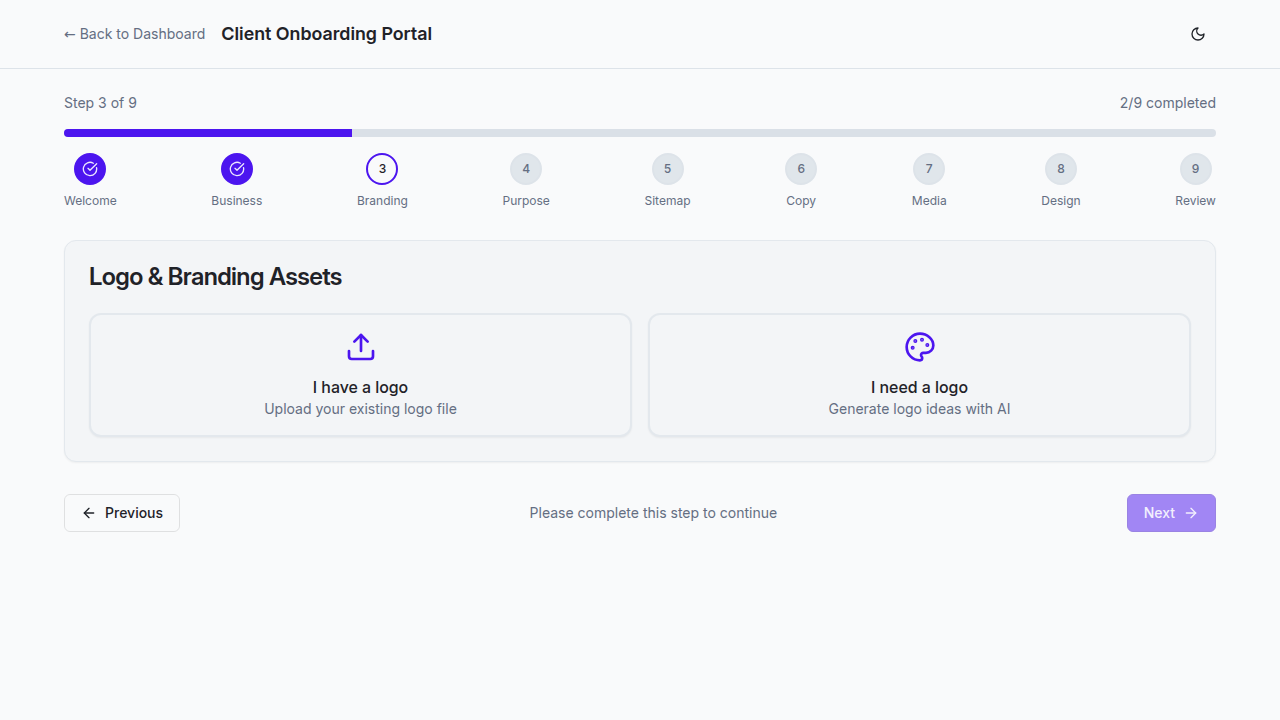 ← Back to Dashboard Client Onboarding Portal
Step 3 of 9 2/9 completed
3 4 5 6 7 8 9
Welcome Business Branding Purpose Sitemap Copy Media Design Review
Logo & Branding Assets
I have a logo
Upload your existing logo file
I need a logo
Generate logo ideas with AI
Previous Please complete this step to continue Next